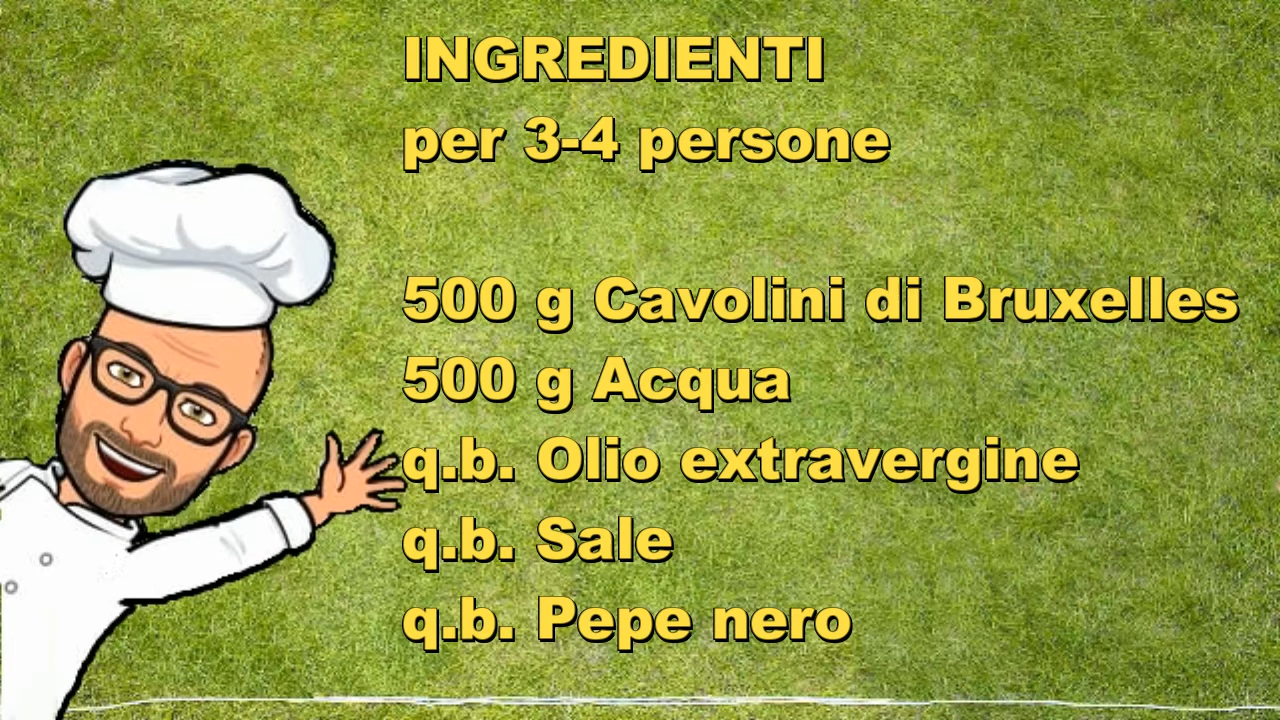 INGREDIENTI
per 3-4 persone
500 g Cavolini di Bruxelles
500 g Acqua
q.b. Olio extravergine
q.b. Sale
q.b. Pepe nero